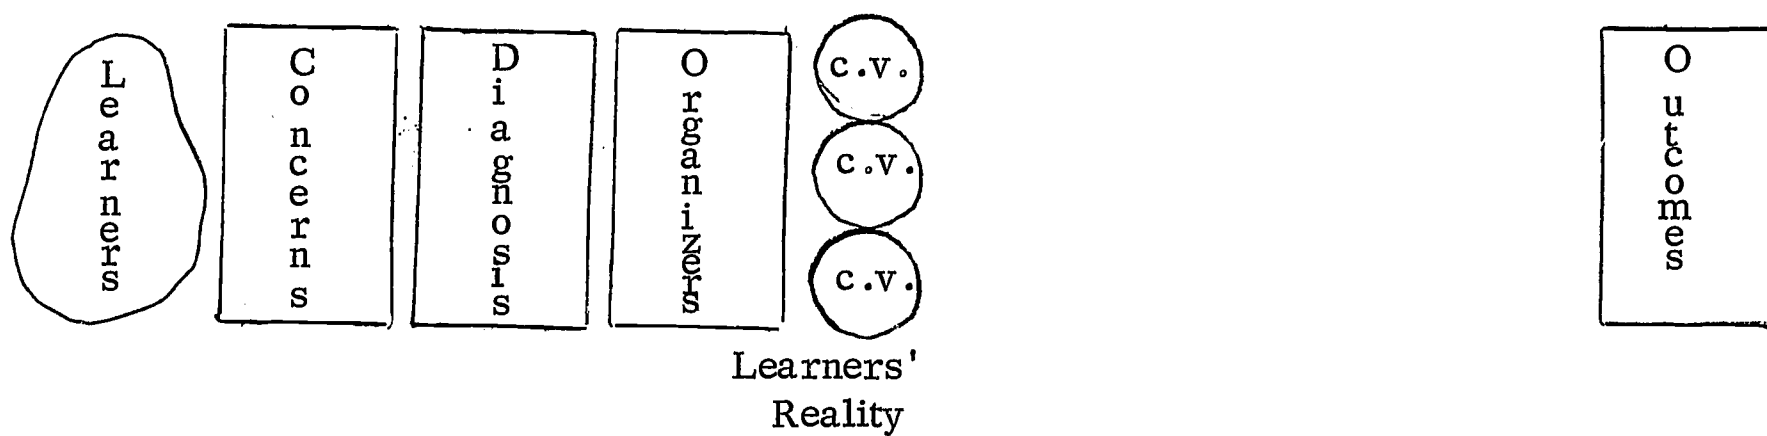 Learners
Concerns
Diagnosis
Organizers
c.v.
c.v.
c.v.
Outcomes
Learners'
Reality